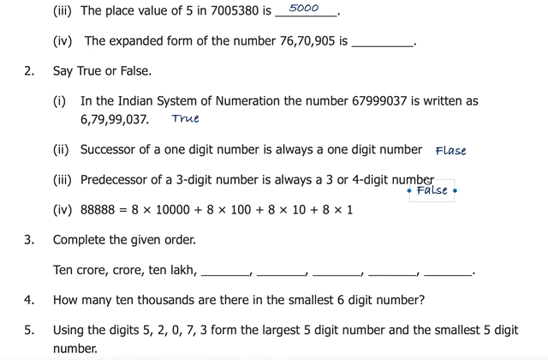 (iii) The place value of 5 in 7005380 is 5000.
(iv) The expanded form of the number 76,70,905 is ________.
2. Say True or False.
(i) In the Indian System of Numeration the number 67999037 is written as
6,79,99,037. True
(ii) Successor of a one digit number is always a one digit number Flase
(iii) Predecessor of a 3-digit number is always a 3 or 4-digit number
False
(iv) 88888 = 8 × 10000 + 8 × 100 + 8 × 10 + 8 × 1
3. Complete the given order.
Ten crore, crore, ten lakh, ______, ______, ______, ______, ______.
4. How many ten thousands are there in the smallest 6 digit number?
5. Using the digits 5, 2, 0, 7, 3 form the largest 5 digit number and the smallest 5 digit
number.